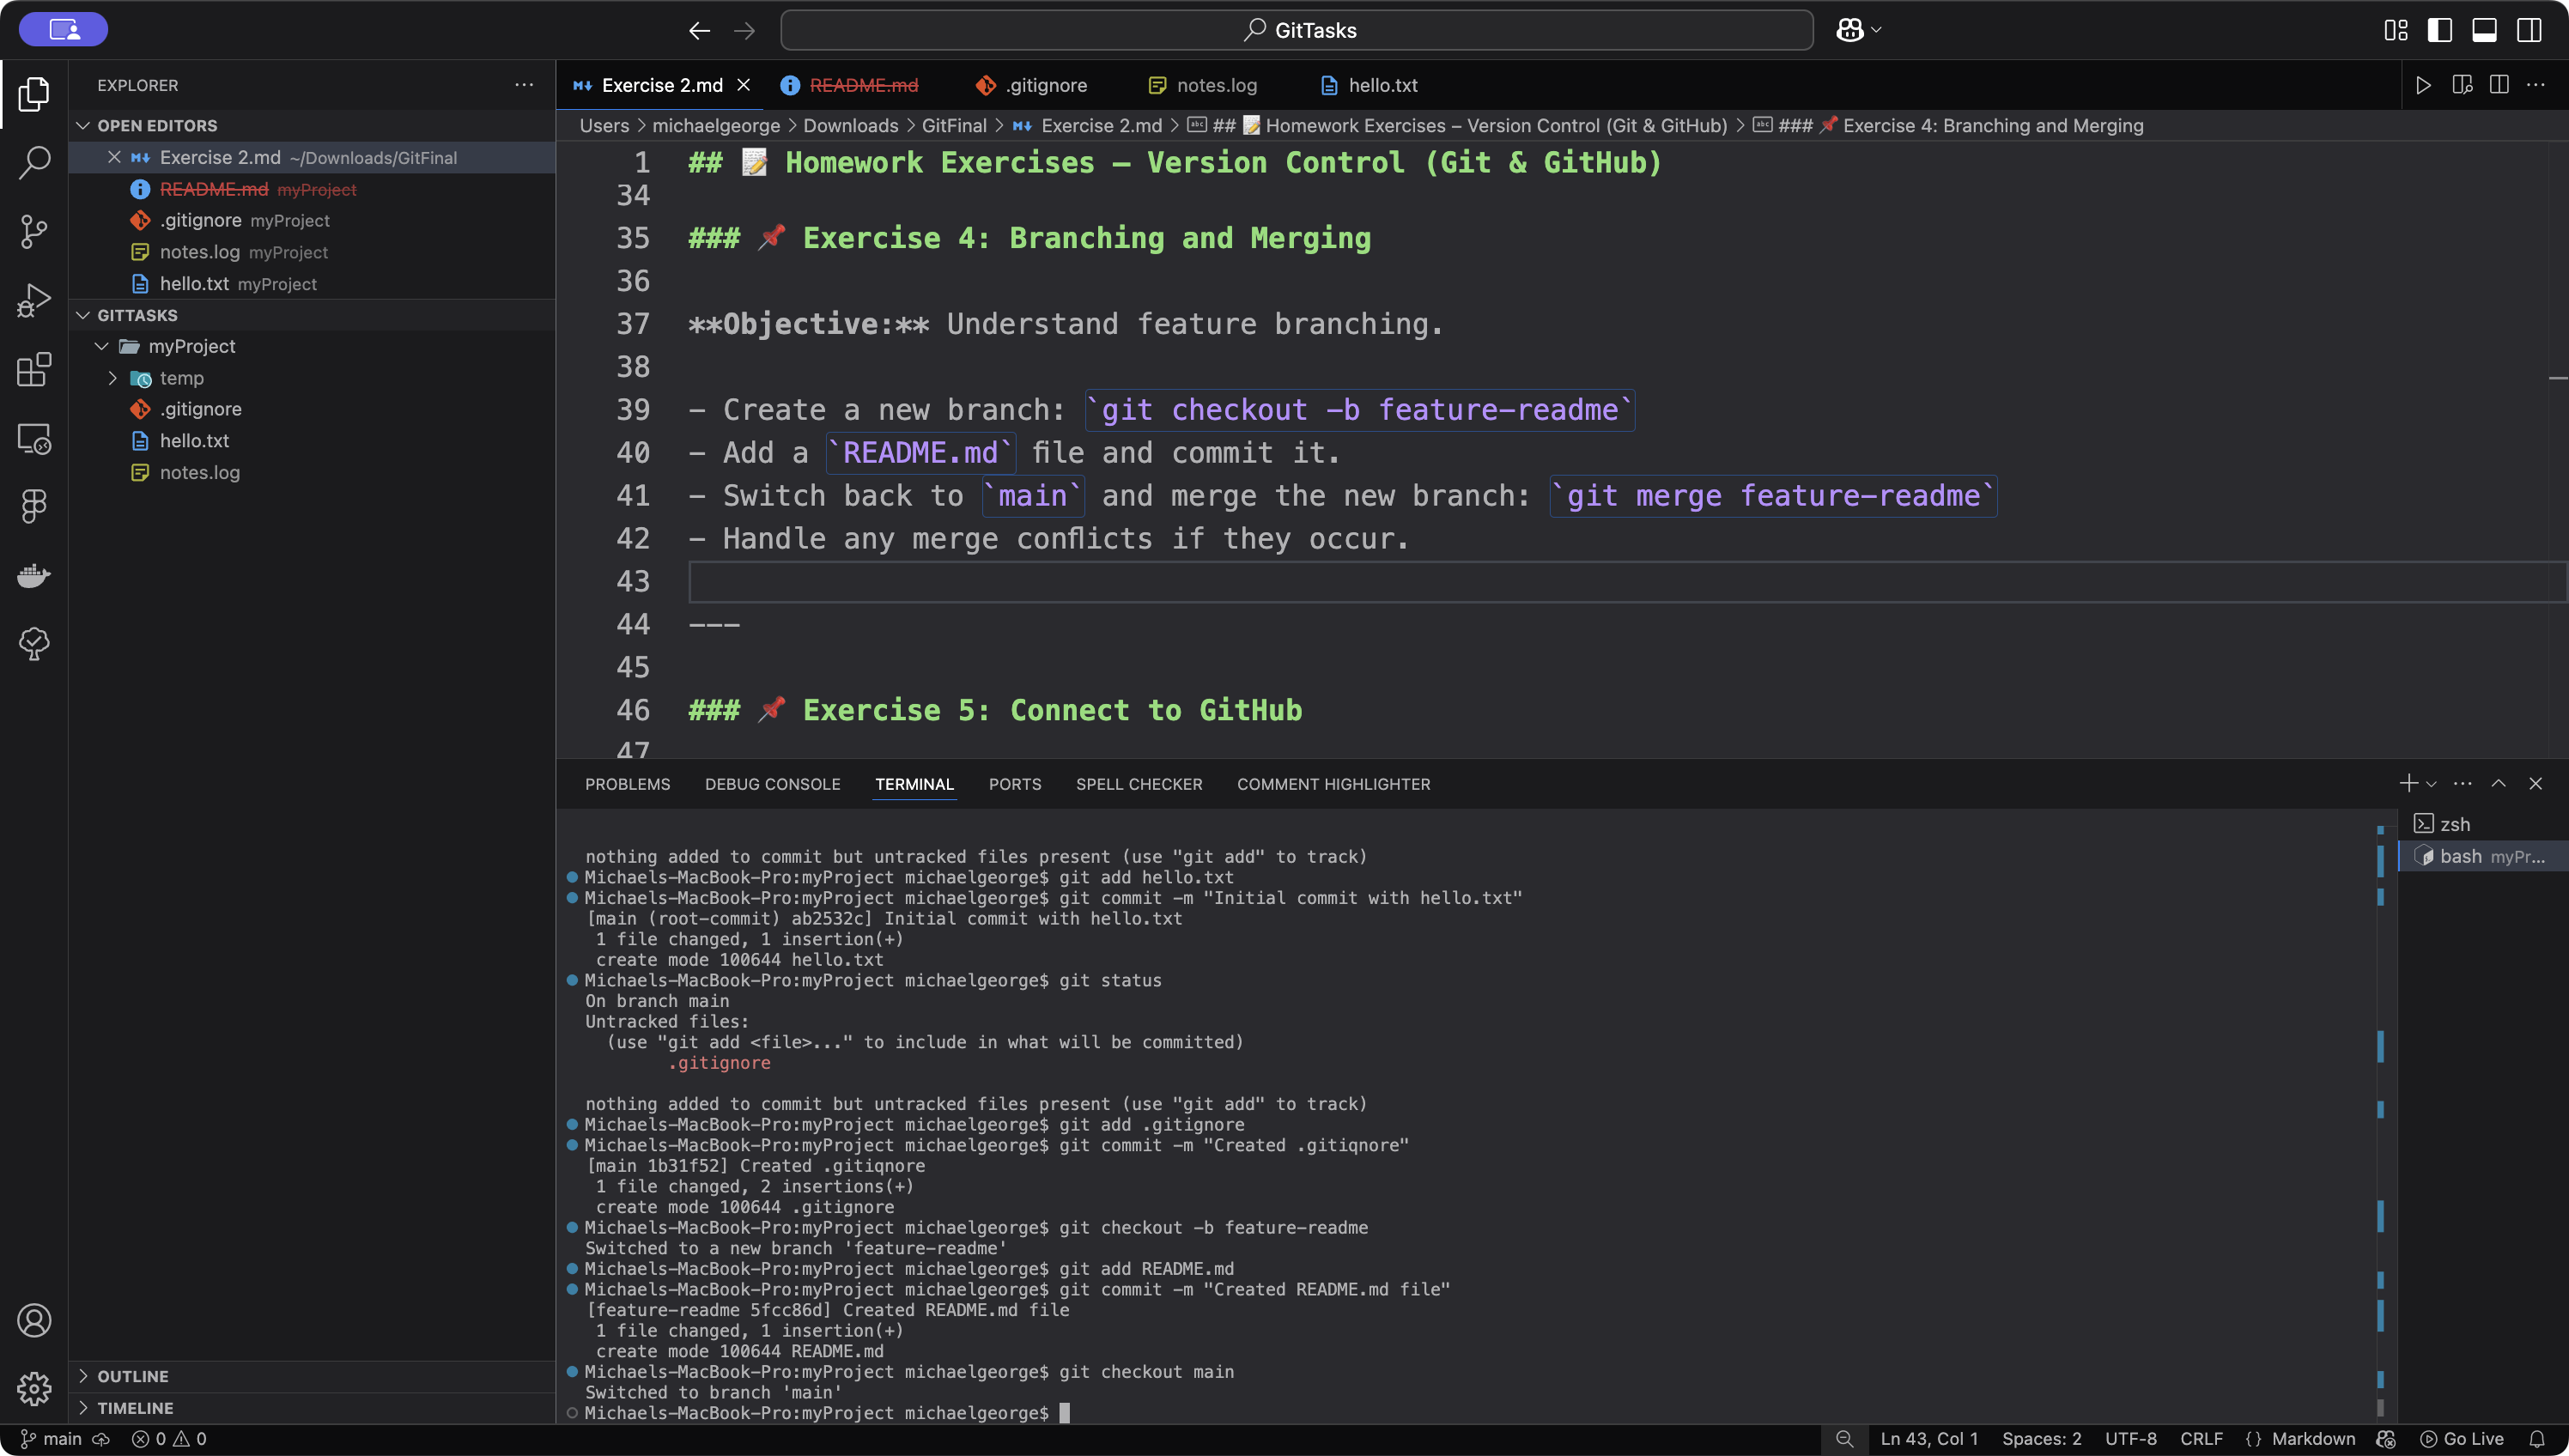 GitTasks
EXPLORER
OPEN EDITORS
Exercise 2.md ~/Downloads/GitFinal
README.md myProject
.gitignore myProject
notes.log myProject
hello.txt myProject
GITTASKS
myProject
temp
.gitignore
hello.txt
notes.log
OUTLINE
TIMELINE
Exercise 2.md README.md .gitignore notes.log hello.txt
Users > michaelgeorge > Downloads > GitFinal > Exercise 2.md > ## 📝 Homework Exercises – Version Control (Git & GitHub) > ### 📌 Exercise 4: Branching and Merging
1 ## 📝 Homework Exercises – Version Control (Git & GitHub)
34
35 ### 📌 Exercise 4: Branching and Merging
36
37 **Objective:** Understand feature branching.
38
39 - Create a new branch: `git checkout -b feature-readme`
40 - Add a `README.md` file and commit it.
41 - Switch back to `main` and merge the new branch: `git merge feature-readme`
42 - Handle any merge conflicts if they occur.
43
44 ---
45
46 ### 📌 Exercise 5: Connect to GitHub
47
PROBLEMS DEBUG CONSOLE TERMINAL PORTS SPELL CHECKER COMMENT HIGHLIGHTER
zsh
bash myPr...
nothing added to commit but untracked files present (use "git add" to track)
Michaels-MacBook-Pro:myProject michaelgeorge$ git add hello.txt
Michaels-MacBook-Pro:myProject michaelgeorge$ git commit -m "Initial commit with hello.txt"
[main (root-commit) ab2532c] Initial commit with hello.txt
1 file changed, 1 insertion(+)
create mode 100644 hello.txt
Michaels-MacBook-Pro:myProject michaelgeorge$ git status
On branch main
Untracked files:
(use "git add <file>..." to include in what will be committed)
.gitignore
nothing added to commit but untracked files present (use "git add" to track)
Michaels-MacBook-Pro:myProject michaelgeorge$ git add .gitignore
Michaels-MacBook-Pro:myProject michaelgeorge$ git commit -m "Created .gitiqnore"
[main 1b31f52] Created .gitiqnore
1 file changed, 2 insertions(+)
create mode 100644 .gitignore
Michaels-MacBook-Pro:myProject michaelgeorge$ git checkout -b feature-readme
Switched to a new branch 'feature-readme'
Michaels-MacBook-Pro:myProject michaelgeorge$ git add README.md
Michaels-MacBook-Pro:myProject michaelgeorge$ git commit -m "Created README.md file"
[feature-readme 5fcc86d] Created README.md file
1 file changed, 1 insertion(+)
create mode 100644 README.md
Michaels-MacBook-Pro:myProject michaelgeorge$ git checkout main
Switched to branch 'main'
Michaels-MacBook-Pro:myProject michaelgeorge$
main 0 0 Ln 43, Col 1 Spaces: 2 UTF-8 CRLF {} Markdown Go Live